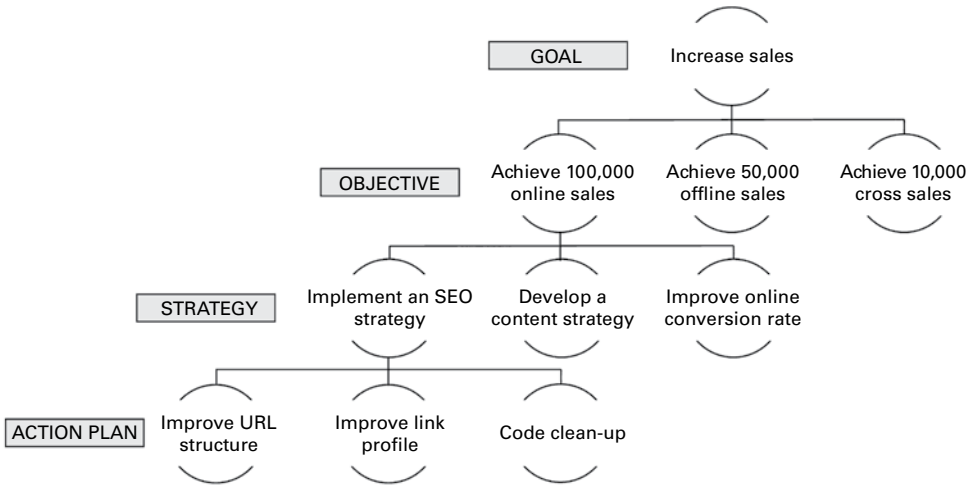 GOAL
Increase sales
OBJECTIVE
Achieve 100,000
online sales
Achieve 50,000
offline sales
Achieve 10,000
cross sales
STRATEGY
Implement an SEO
strategy
Develop a
content strategy
Improve online
conversion rate
ACTION PLAN
Improve URL
structure
Improve link
profile
Code clean-up